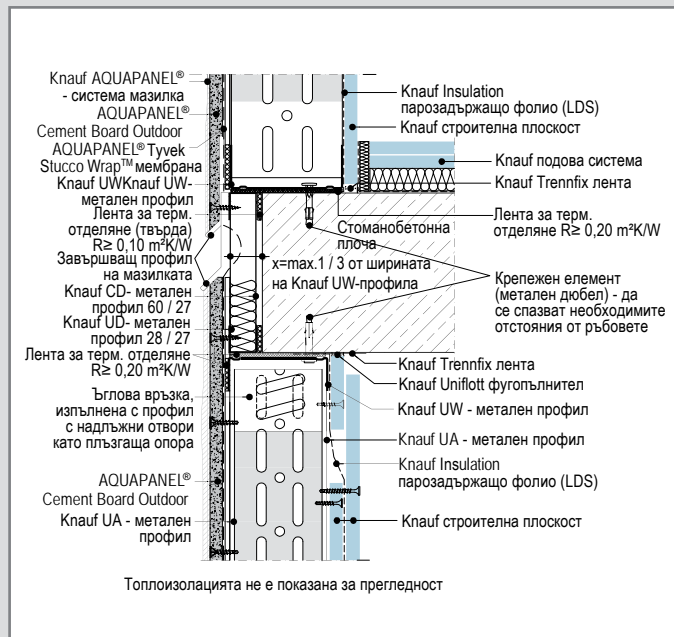 Knauf AQUAPANEL®
- система мазилка
AQUAPANEL®
Cement Board Outdoor
AQUAPANEL® Tyvek
Stucco Wrap™ мембрана
Knauf UWKnauf UW-
метален профил
Лента за терм.
отделяне (твърда)
R≥ 0,10 m²K/W
Завършващ профил
на мазилката
Knauf CD- метален
профил 60 / 27
Knauf UD- метален
профил 28 / 27
Лента за терм. отделяне
R≥ 0,20 m²K/W
Ъглова връзка,
изпълнена с профил
с надлъжни отвори
като плъзгаща опора
AQUAPANEL®
Cement Board Outdoor
Knauf UA - метален
профил
Стоманобетонна
плоча
x=max.1 / 3 от ширината
на Knauf UW-профила
Knauf Insulation
парозадържащо фолио (LDS)
Knauf строителна плоскост
Knauf подова система
Knauf Trennfix лента
Лента за терм.
отделяне R≥ 0,20 m²K/W
Крепежен елемент
(метален дюбел) - да
се спазват необходимите
отстояния от ръбовете
Knauf Trennfix лента
Knauf Uniflott фугопълнител
Knauf UW - метален профил
Knauf UA - метален профил
Knauf Insulation
парозадържащо фолио (LDS)
Knauf строителна плоскост
Топлоизолацията не е показана за прегледност